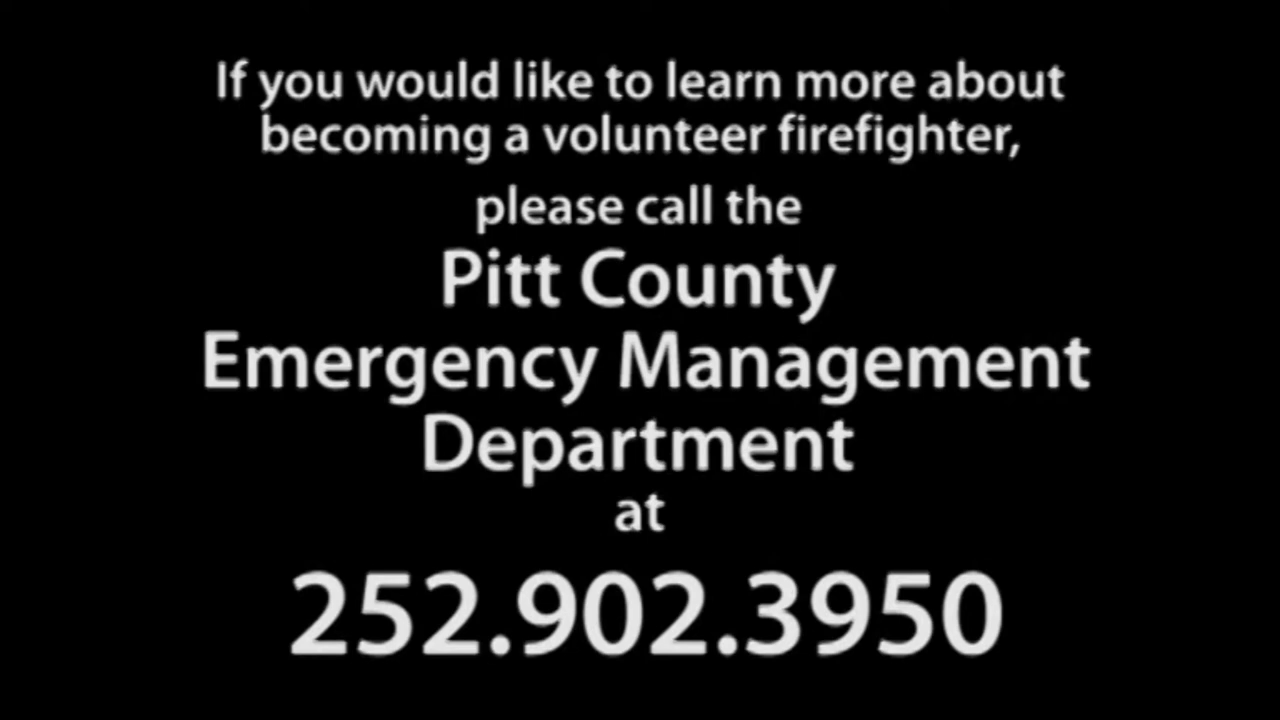 If you would like to learn more about
becoming a volunteer firefighter,
please call the
Pitt County
Emergency Management
Department
at
252.902.3950